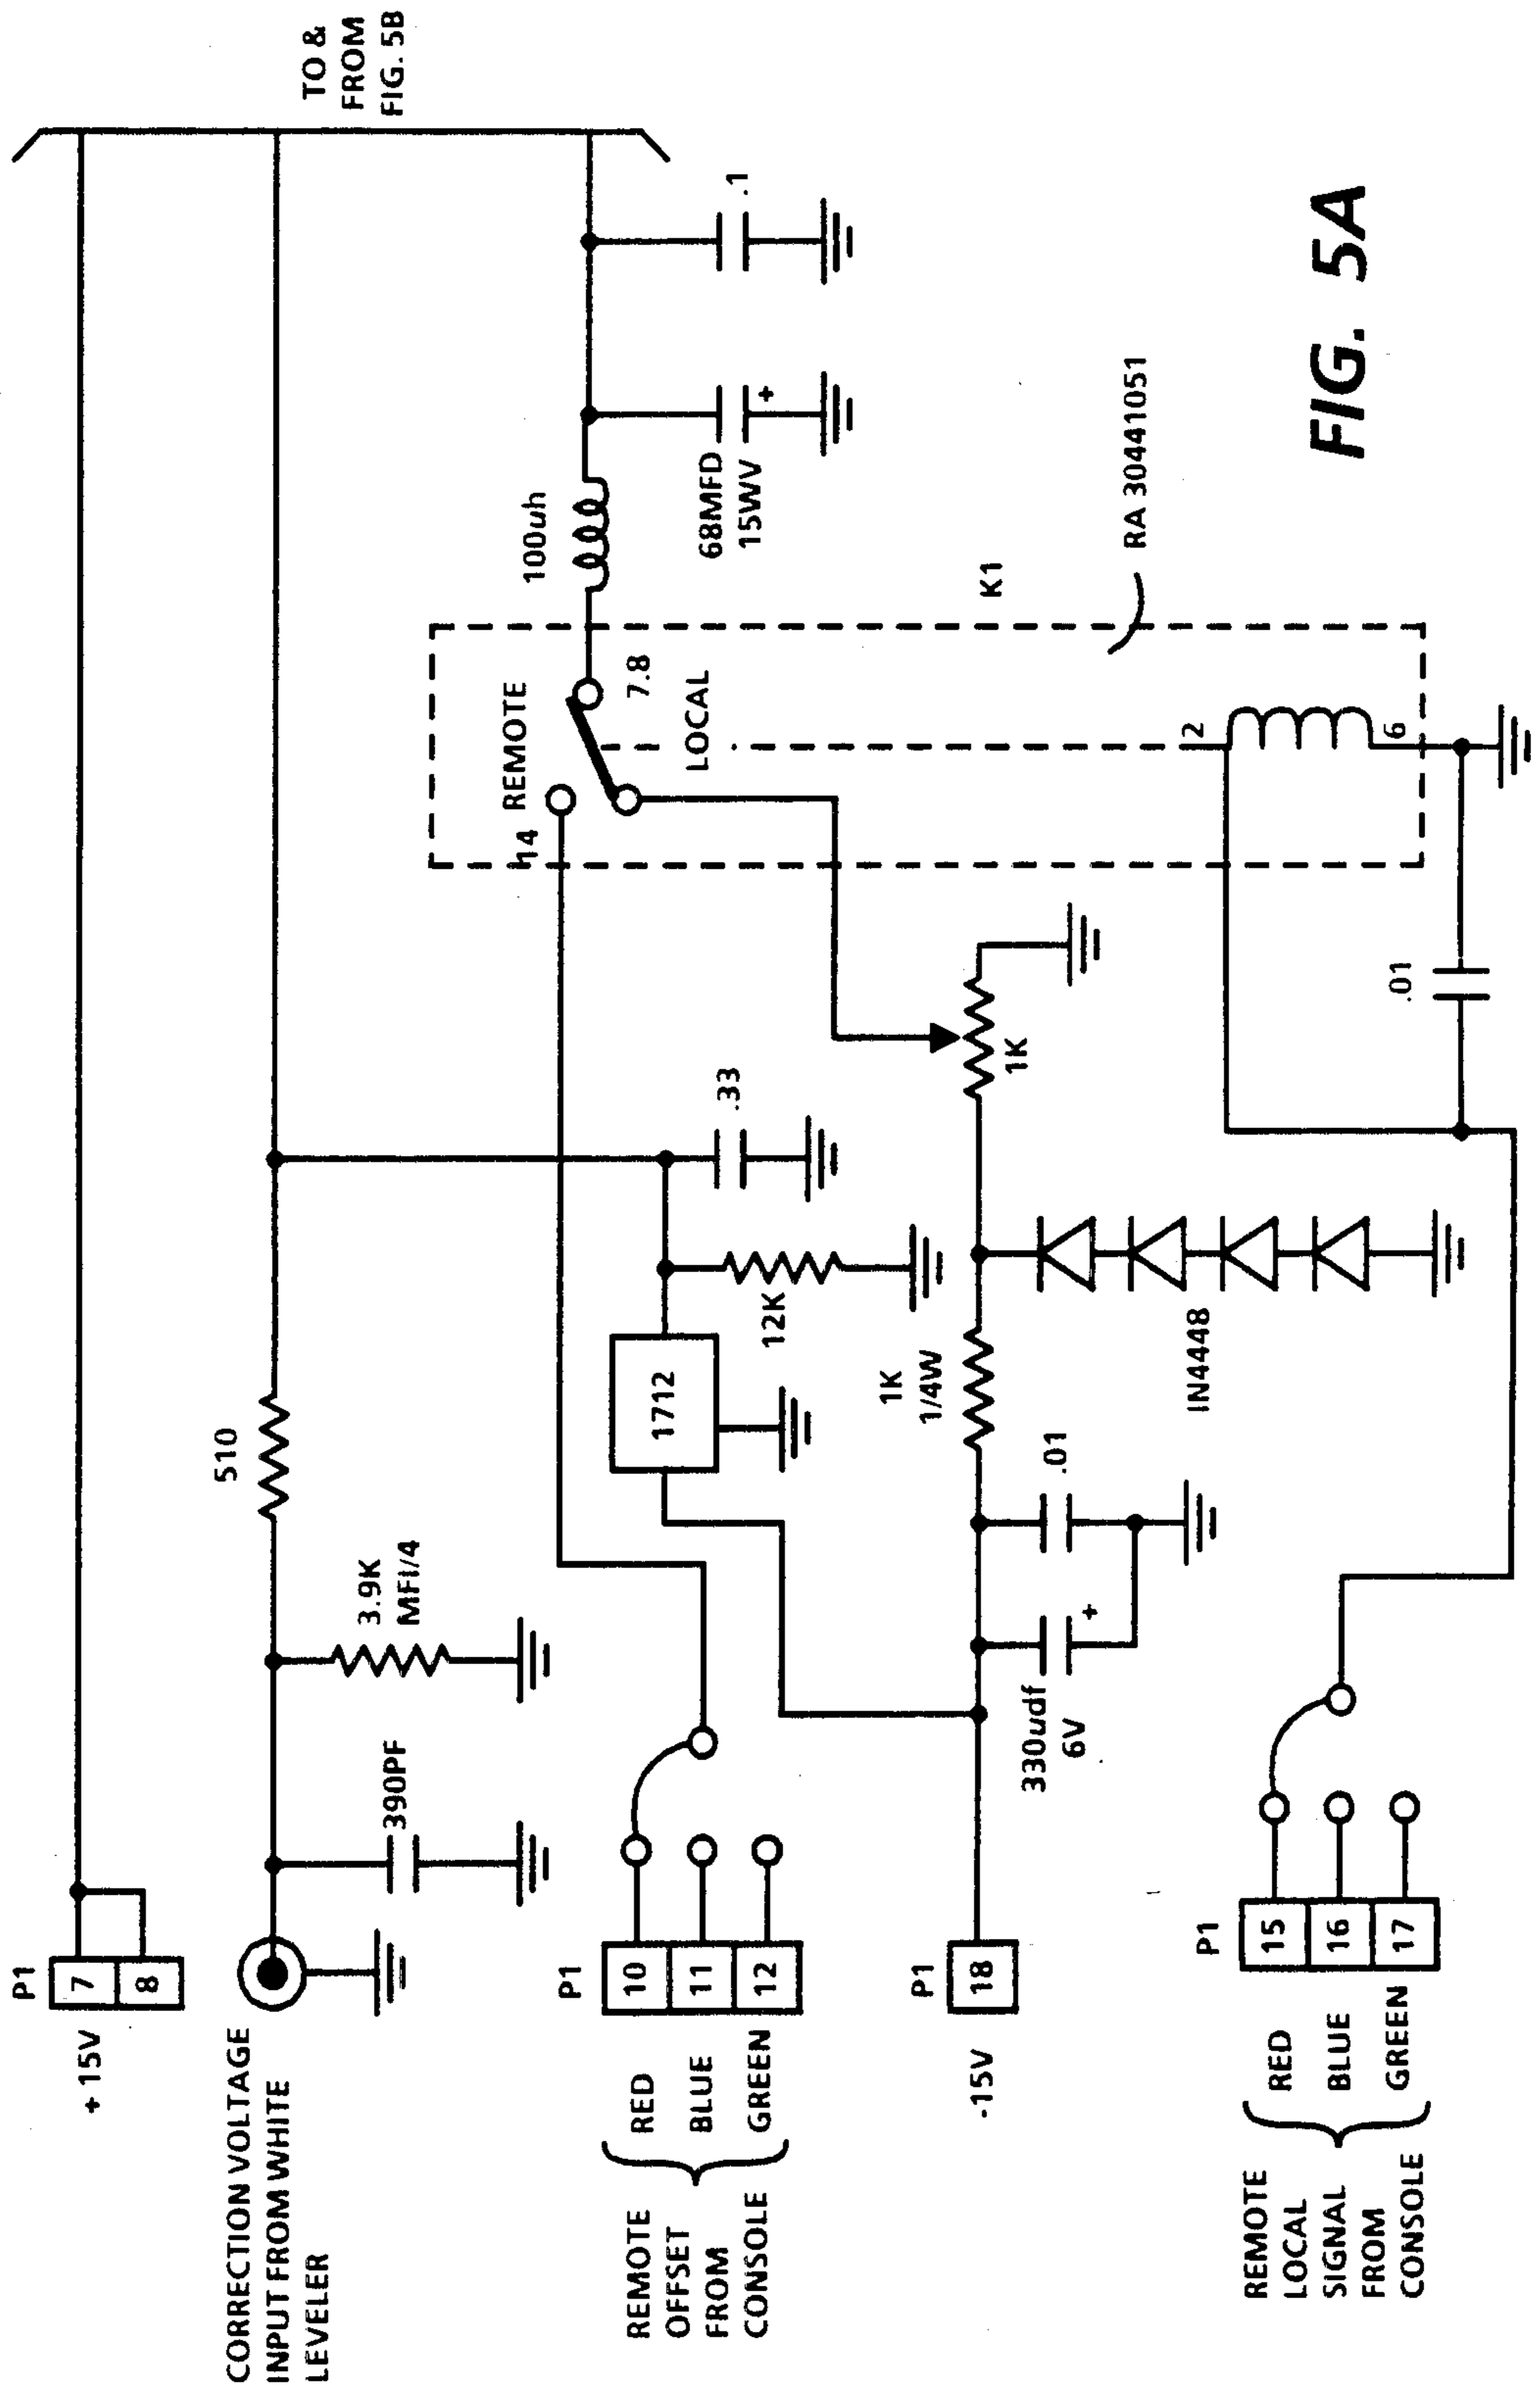 TO &
FROM
FIG. 5B
P1
7
8
+ 15V
CORRECTION VOLTAGE
INPUT FROM WHITE
LEVELER
390PF
3.9K
MFI/4
510
P1
10
11
12
RED
BLUE
GREEN
REMOTE
OFFSET
FROM
CONSOLE
1712
12K
.33
14
REMOTE
7.8
LOCAL
100uh
68MFD
15WV
+
.1
K1
RA 30441051
P1
18
-15V
330udf
6V
+
.01
1K
1/4W
IN4448
1K
2
6
.01
P1
15
16
17
RED
BLUE
GREEN
REMOTE
LOCAL
SIGNAL
FROM
CONSOLE
FIG. 5A